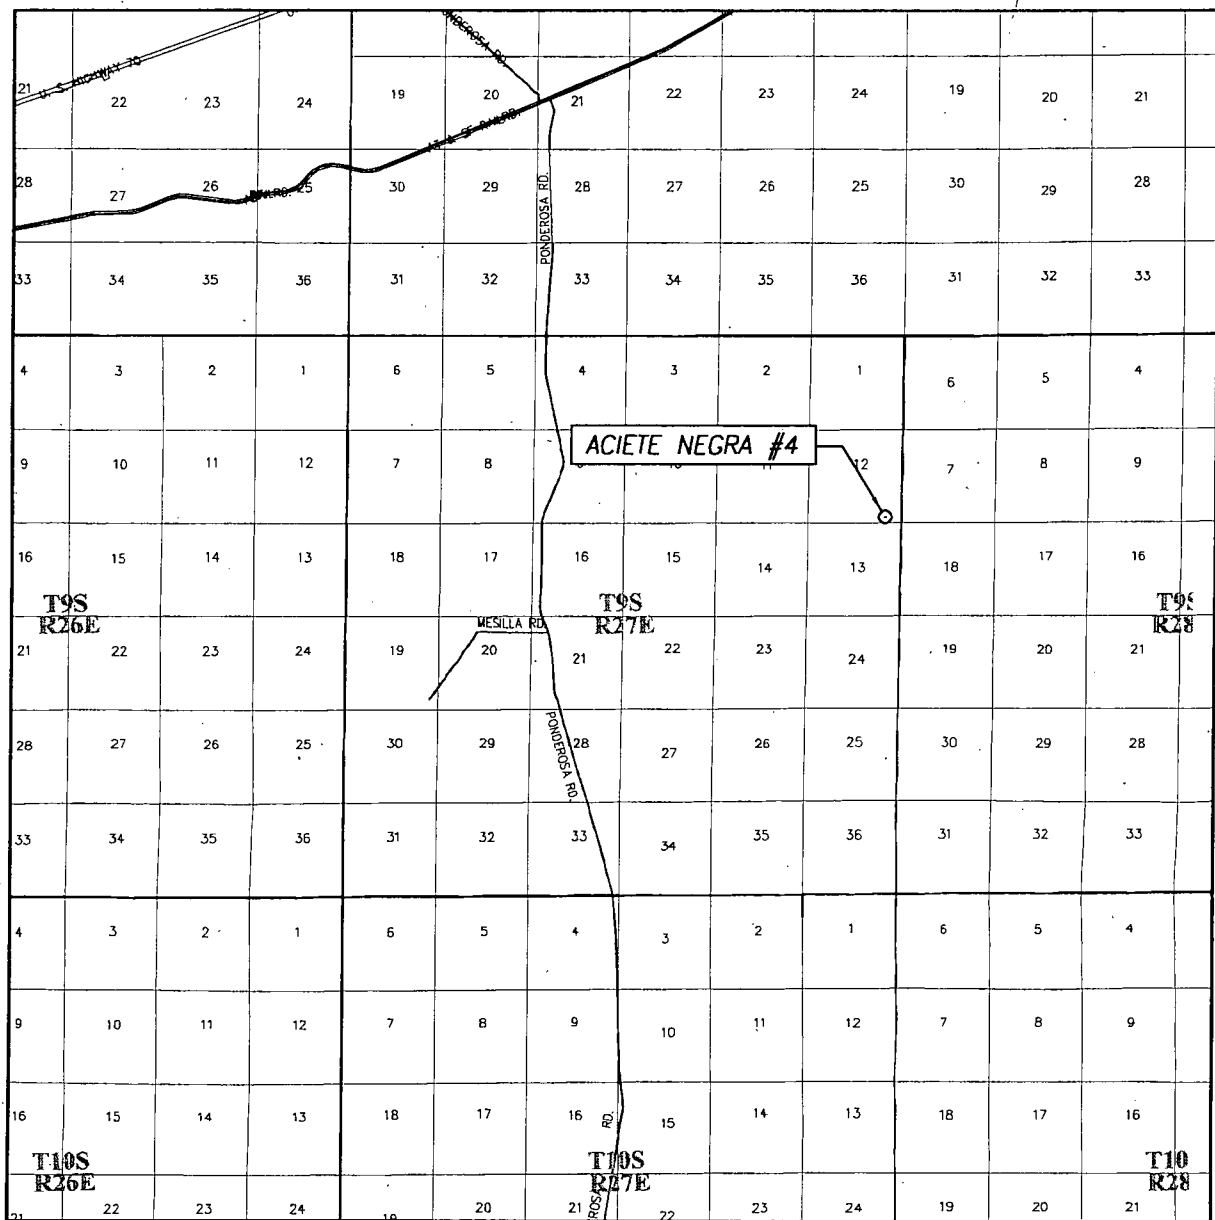 PONDEROSA RD.
U S HIGHWAY 70
21 22 23 24 19 20 21 22 23 24 19 20 21
28 27 26 25 30 29 28 27 26 25 30 29 28
PONDEROSA RD.
33 34 35 36 31 32 33 34 35 36 31 32 33
4 3 2 1 6 5 4 3 2 1 6 5 4
ACIETE NEGRA #4
9 10 11 12 7 8 12 7 8 9
16 15 14 13 18 17 16 15 14 13 18 17 16
T9S T9S
R26E R27E R28
MESILLA RD
21 22 23 24 19 20 21 22 23 24 19 20 21
PONDEROSA RD.
28 27 26 25 30 29 28 27 26 25 30 29 28
33 34 35 36 31 32 33 34 35 36 31 32 33
4 3 2 1 6 5 4 3 2 1 6 5 4
9 10 11 12 7 8 9 10 11 12 7 8 9
16 15 14 13 18 17 16 15 14 13 18 17 16
RD.
T10S T10S T10
R26E R27E R28
21 22 23 24 19 20 21 22 23 24 19 20 21